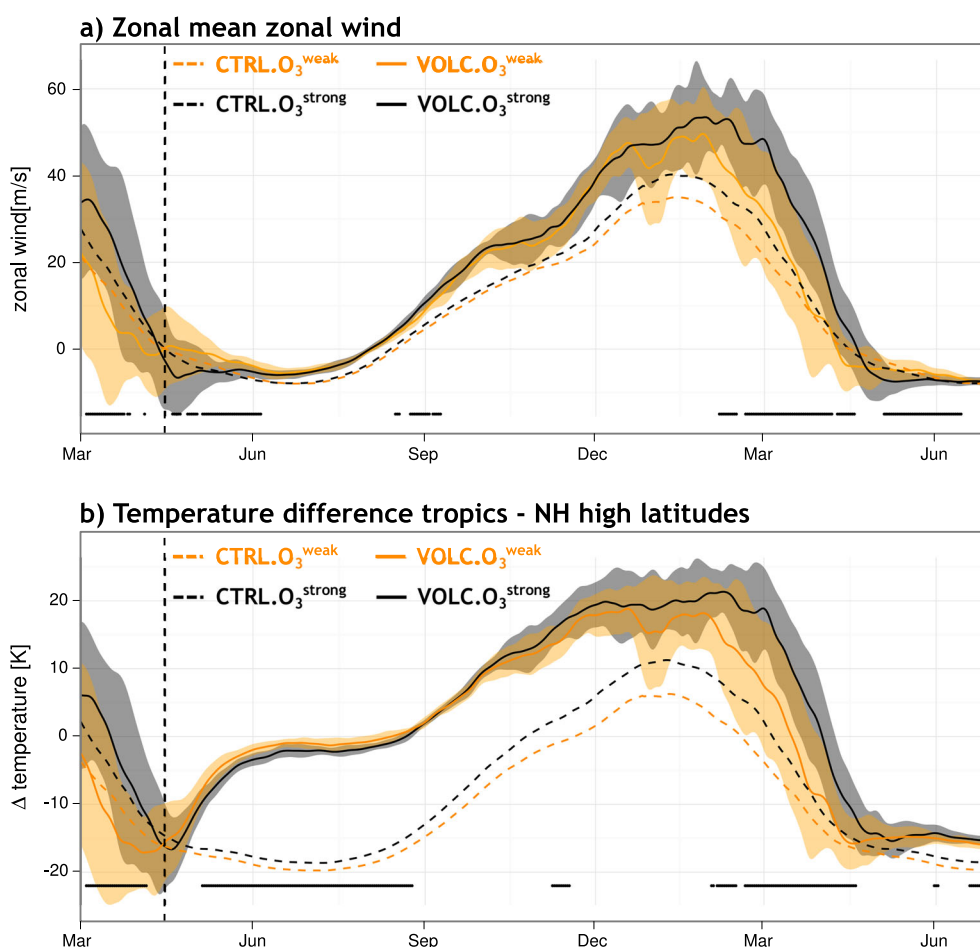 a) Zonal mean zonal wind
CTRL.O₃ʷᵉᵃᵏ VOLC.O₃ʷᵉᵃᵏ
CTRL.O₃ˢᵗʳᵒⁿᵍ VOLC.O₃ˢᵗʳᵒⁿᵍ
zonal wind[m/s]
60
40
20
0
Mar Jun Sep Dec Mar Jun
b) Temperature difference tropics - NH high latitudes
CTRL.O₃ʷᵉᵃᵏ VOLC.O₃ʷᵉᵃᵏ
CTRL.O₃ˢᵗʳᵒⁿᵍ VOLC.O₃ˢᵗʳᵒⁿᵍ
Δ temperature [K]
20
10
0
-10
-20
Mar Jun Sep Dec Mar Jun